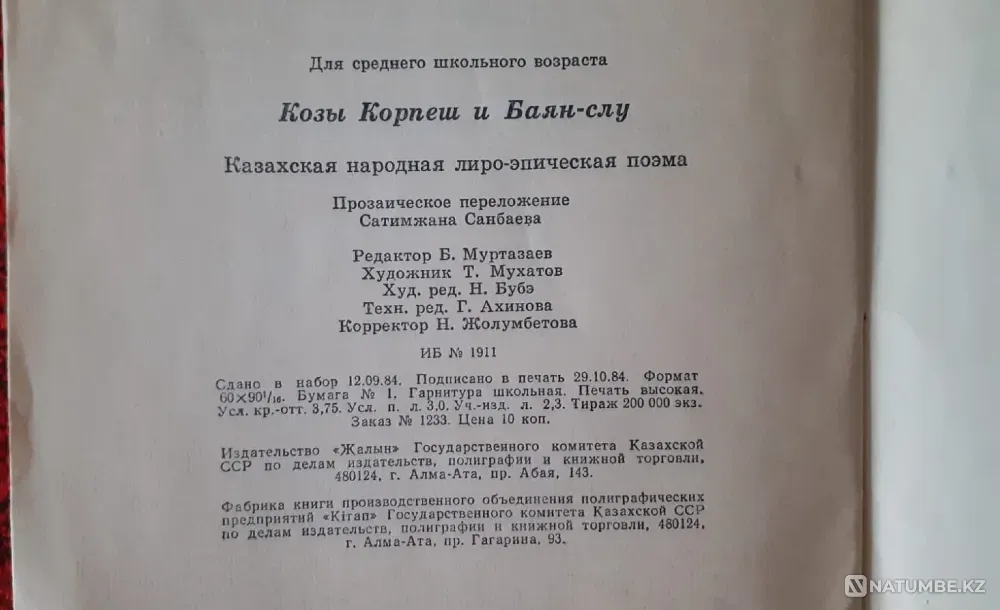 Для среднего школьного возраста
Козы Корпеш и Баян-слу
Казахская народная лиро-эпическая поэма
Прозаическое переложение
Сатимжана Санбаева
Редактор Б. Муртазаев
Художник Т. Мухатов
Худ. ред. Н. Бубэ
Техн. ред. Г. Ахинова
Корректор Н. Жолумбетова
ИБ № 1911
Сдано в набор 12.09.84. Подписано в печать 29.10.84. Формат
60×90¹/₁₆. Бумага № 1. Гарнитура школьная. Печать высокая.
Усл. кр.-отт. 3,75. Усл. п. л. 3,0. Уч.-изд. л. 2,3. Тираж 200 000 экз.
Заказ № 1233. Цена 10 коп.
Издательство «Жалын» Государственного комитета Казахской
ССР по делам издательств, полиграфии и книжной торговли,
480124, г. Алма-Ата, пр. Абая, 143.
Фабрика книги производственного объединения полиграфических
предприятий «Кітап» Государственного комитета Казахской ССР
по делам издательств, полиграфии и книжной торговли, 480124,
г. Алма-Ата, пр. Гагарина, 93.
NATUMBE.KZ